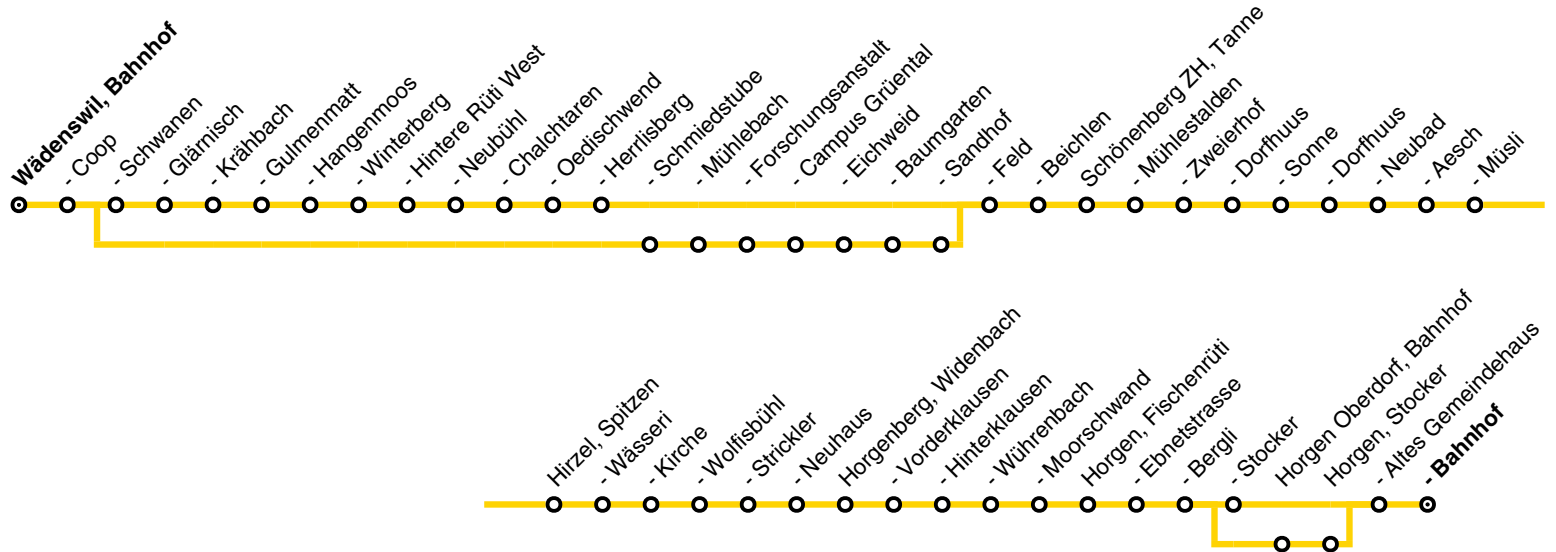 Wädenswil, Bahnhof
- Coop
- Schwanen
- Glärnisch
- Krähbach
- Gulmenmatt
- Hangenmoos
- Winterberg
- Hintere Rüti West
- Neubühl
- Chalchtaren
- Oedischwend
- Herrlisberg
- Schmiedstube
- Mühlebach
- Forschungsanstalt
- Campus Grüental
- Eichweid
- Baumgarten
- Sandhof
- Feld
- Beichlen
Schönenberg ZH, Tanne
- Mühlestalden
- Zweierhof
- Dorfhuus
- Sonne
- Dorfhuus
- Neubad
- Aesch
- Müsli
Hirzel, Spitzen
- Wässeri
- Kirche
- Wolfisbühl
- Strickler
- Neuhaus
Horgenberg, Widenbach
- Vorderklausen
- Hinterklausen
- Wührenbach
- Moorschwand
Horgen, Fischenrüti
- Ebnetstrasse
- Bergli
- Stocker
Horgen Oberdorf, Bahnhof
Horgen, Stocker
- Altes Gemeindehaus
- Bahnhof